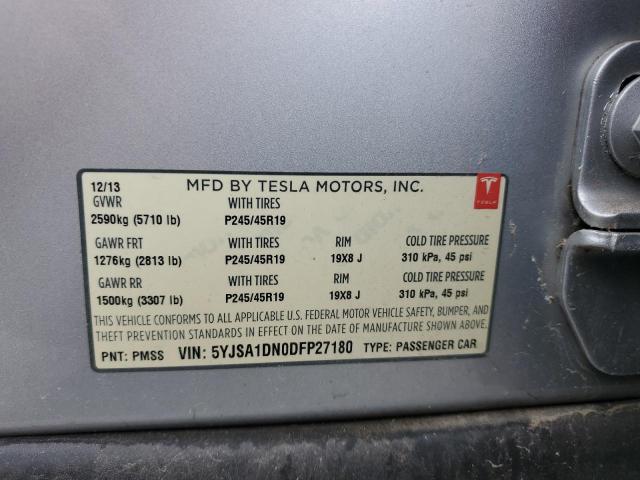 12/13 MFD BY TESLA MOTORS, INC.
GVWR WITH TIRES
2590kg (5710 lb) P245/45R19
TESLA
GAWR FRT WITH TIRES RIM COLD TIRE PRESSURE
1276kg (2813 lb) P245/45R19 19X8 J 310 kPa, 45 psi
GAWR RR WITH TIRES RIM COLD TIRE PRESSURE
1500kg (3307 lb) P245/45R19 19X8 J 310 kPa, 45 psi
THIS VEHICLE CONFORMS TO ALL APPLICABLE U.S. FEDERAL MOTOR VEHICLE SAFETY, BUMPER, AND
THEFT PREVENTION STANDARDS IN EFFECT ON THE DATE OF MANUFACTURE SHOWN ABOVE.
PNT: PMSS VIN: 5YJSA1DN0DFP27180 TYPE: PASSENGER CAR